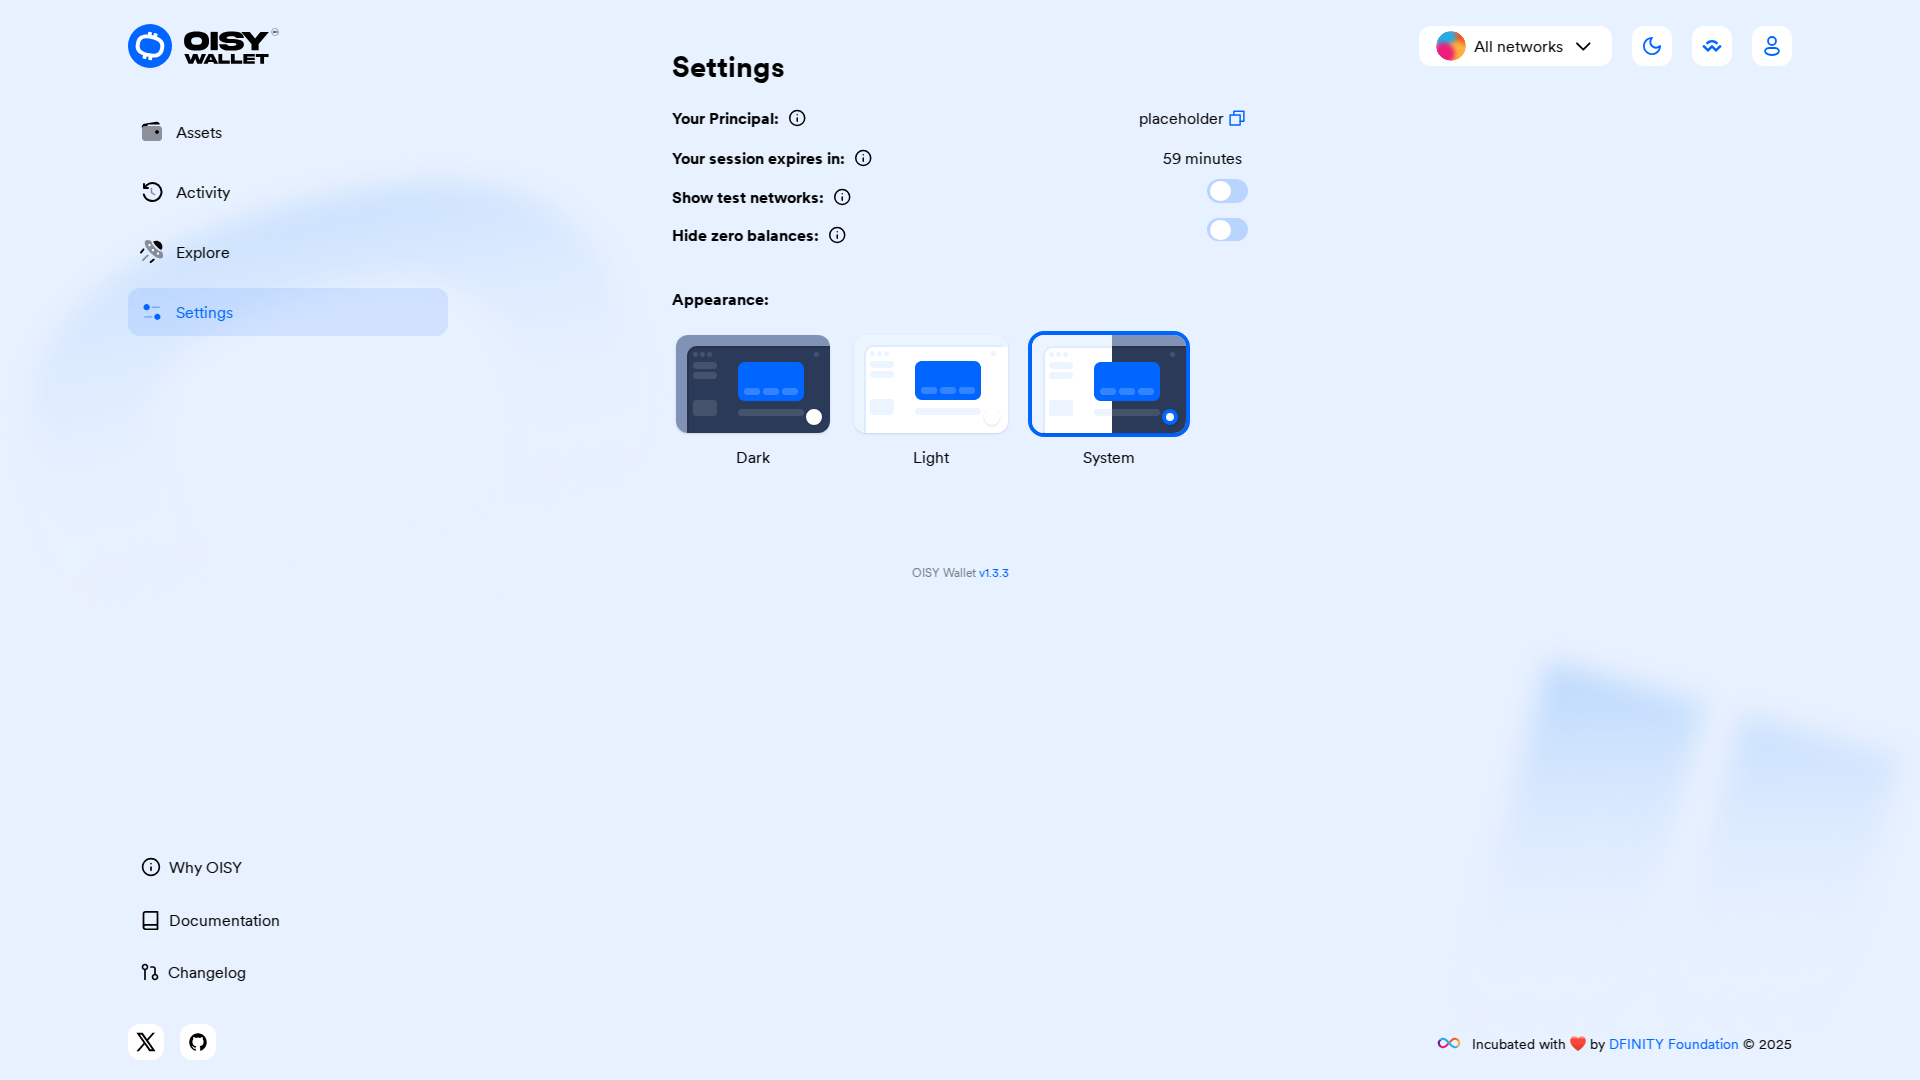 OISY
WALLET
All networks
Settings
Assets
Activity
Explore
Settings
Your Principal:
placeholder
Your session expires in:
59 minutes
Show test networks:
Hide zero balances:
Appearance:
Dark
Light
System
OISY Wallet v1.3.3
Why OISY
Documentation
Changelog
Incubated with ❤️ by DFINITY Foundation © 2025